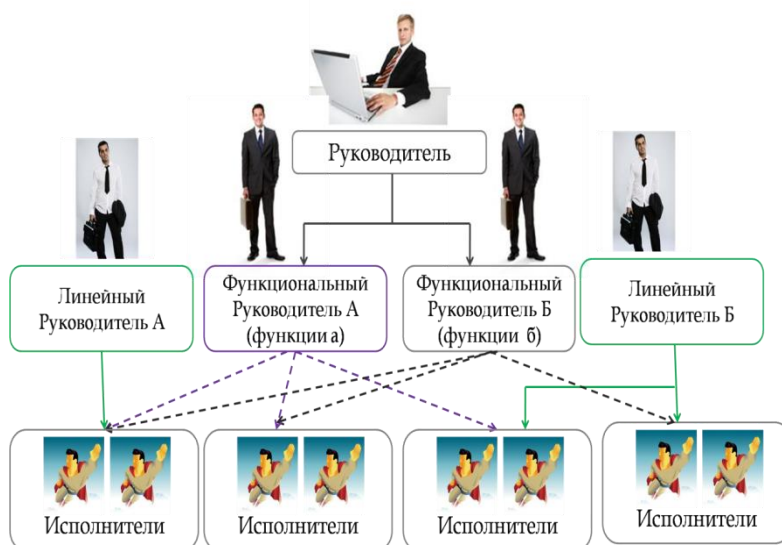 Руководитель
Линейный
Руководитель А
Функциональный
Руководитель А
(функции а)
Функциональный
Руководитель Б
(функции б)
Линейный
Руководитель Б
Исполнители
Исполнители
Исполнители
Исполнители